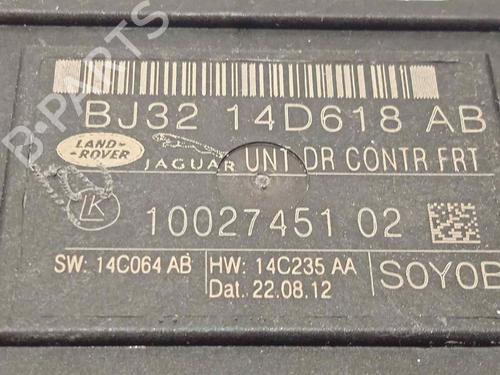 BJ32 14D618 AB
LAND-ROVER
JAGUAR UNT DR CONTR FRT
LK
10027451 02
SW: 14C064 AB HW: 14C235 AA
Dat. 22.08.12
SOYOB
B-PARTS